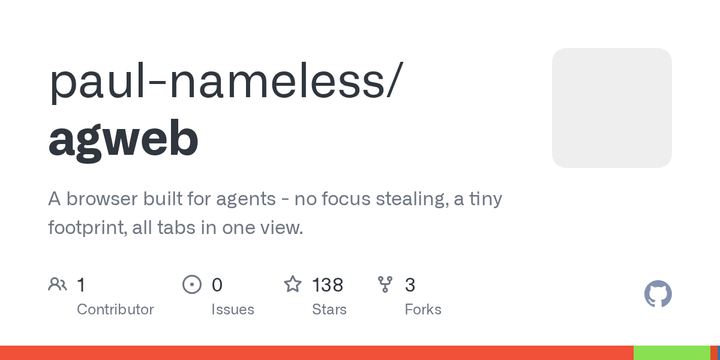 paul-nameless/
agweb
A browser built for agents - no focus stealing, a tiny
footprint, all tabs in one view.
1 0 138 3
Contributor Issues Stars Forks